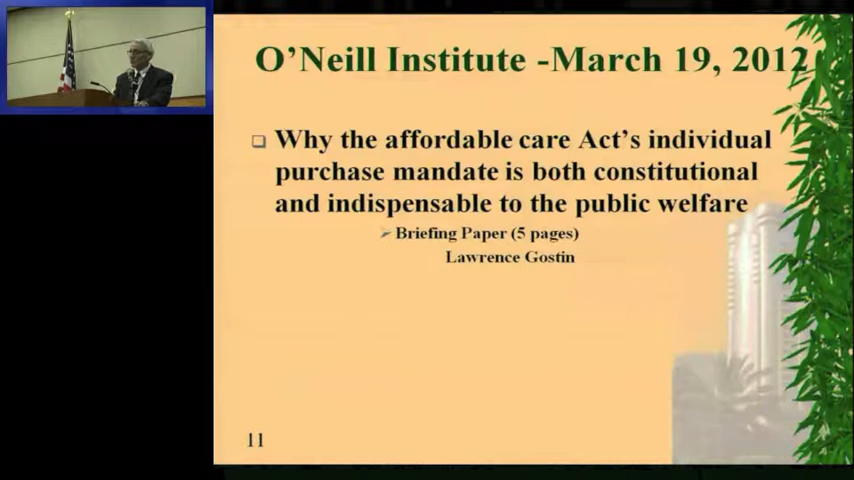 O'Neill Institute -March 19, 2012
Why the affordable care Act's individual
purchase mandate is both constitutional
and indispensable to the public welfare
Briefing Paper (5 pages)
Lawrence Gostin
11